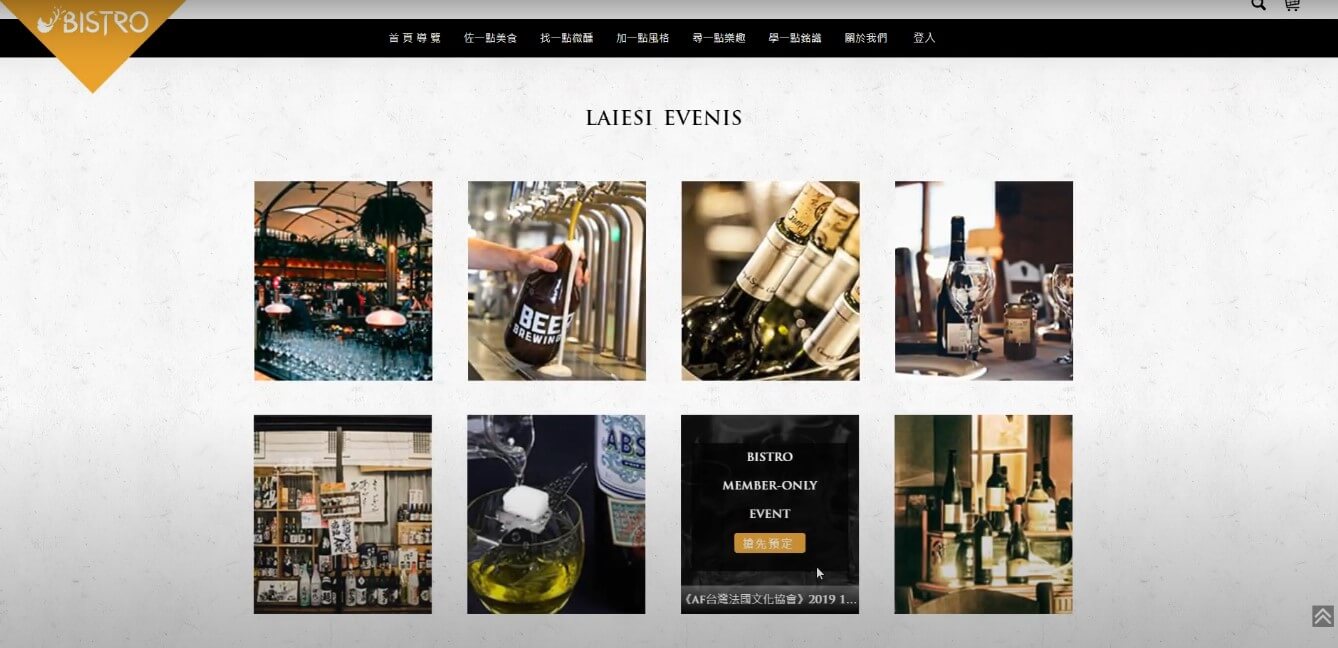 BISTRO
首頁導覽 佐一點美食 找一點微醺 加一點風格 尋一點樂趣 學一點銘識 關於我們 登入
LAIESI EVENIS
BEER
BREWING
ABS
BISTRO
MEMBER-ONLY
EVENT
搶先預定
《AF台灣法國文化協會》2019 1...